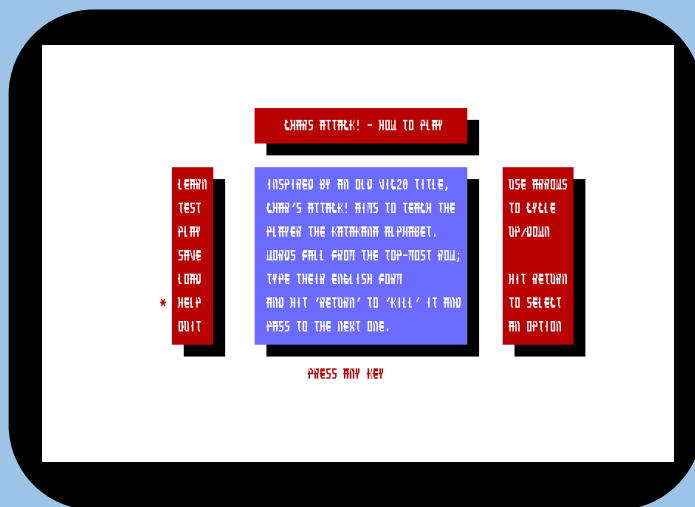 CHARS ATTACK! - HOW TO PLAY
LEARN
TEST
PLAY
SAVE
LOAD
* HELP
QUIT
INSPIRED BY AN OLD VIC20 TITLE,
CHAR'S ATTACK! AIMS TO TEACH THE
PLAYER THE KATAKANA ALPHABET.
WORDS FALL FROM THE TOP-MOST ROW;
TYPE THEIR ENGLISH FORM
AND HIT 'RETURN' TO 'KILL' IT AND
PASS TO THE NEXT ONE.
USE ARROWS
TO CYCLE
UP/DOWN
HIT RETURN
TO SELECT
AN OPTION
PRESS ANY KEY